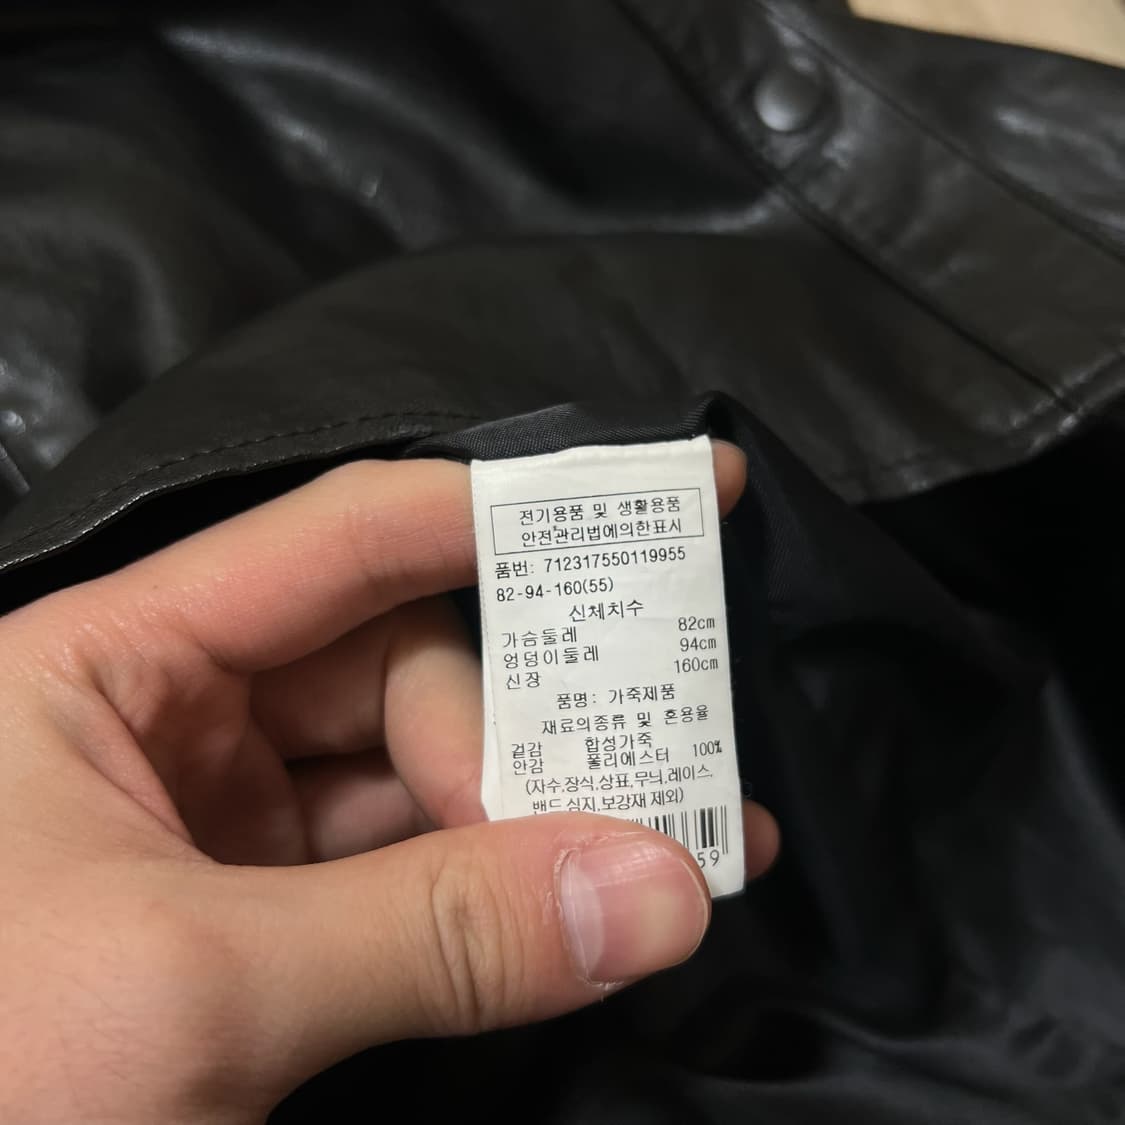 전기용품 및 생활용품
안전관리법에의한표시
품번: 712317550119955
82-94-160(55)
신체치수
가슴둘레 82cm
엉덩이둘레 94cm
신장 160cm
품명: 가죽제품
재료의종류 및 혼용율
겉감 합성가죽
안감 폴리에스터 100%
(자수,장식,상표,무늬,레이스,
밴드 심지,보강재 제외)
59